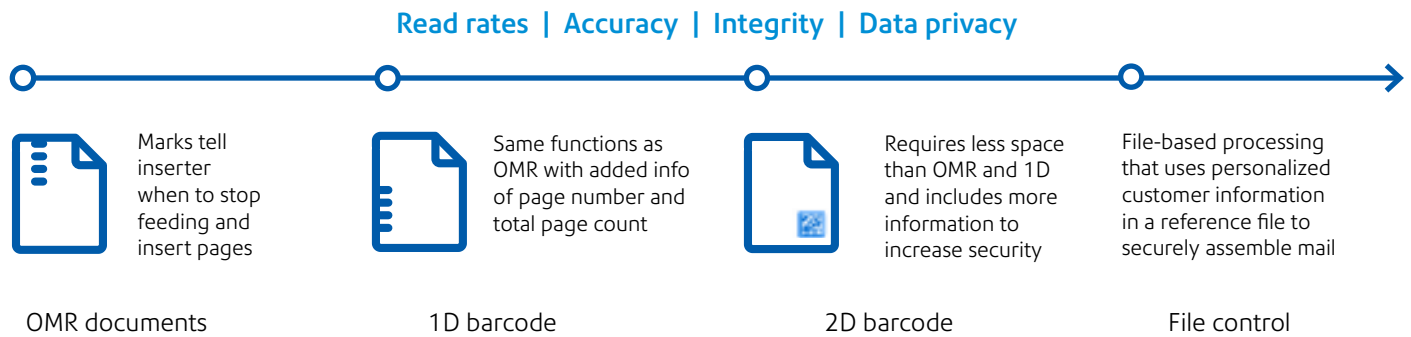 Read rates | Accuracy | Integrity | Data privacy
Marks tell
inserter
when to stop
feeding and
insert pages
Same functions as
OMR with added info
of page number and
total page count
Requires less space
than OMR and 1D
and includes more
information to
increase security
File-based processing
that uses personalized
customer information
in a reference file to
securely assemble mail
OMR documents
1D barcode
2D barcode
File control